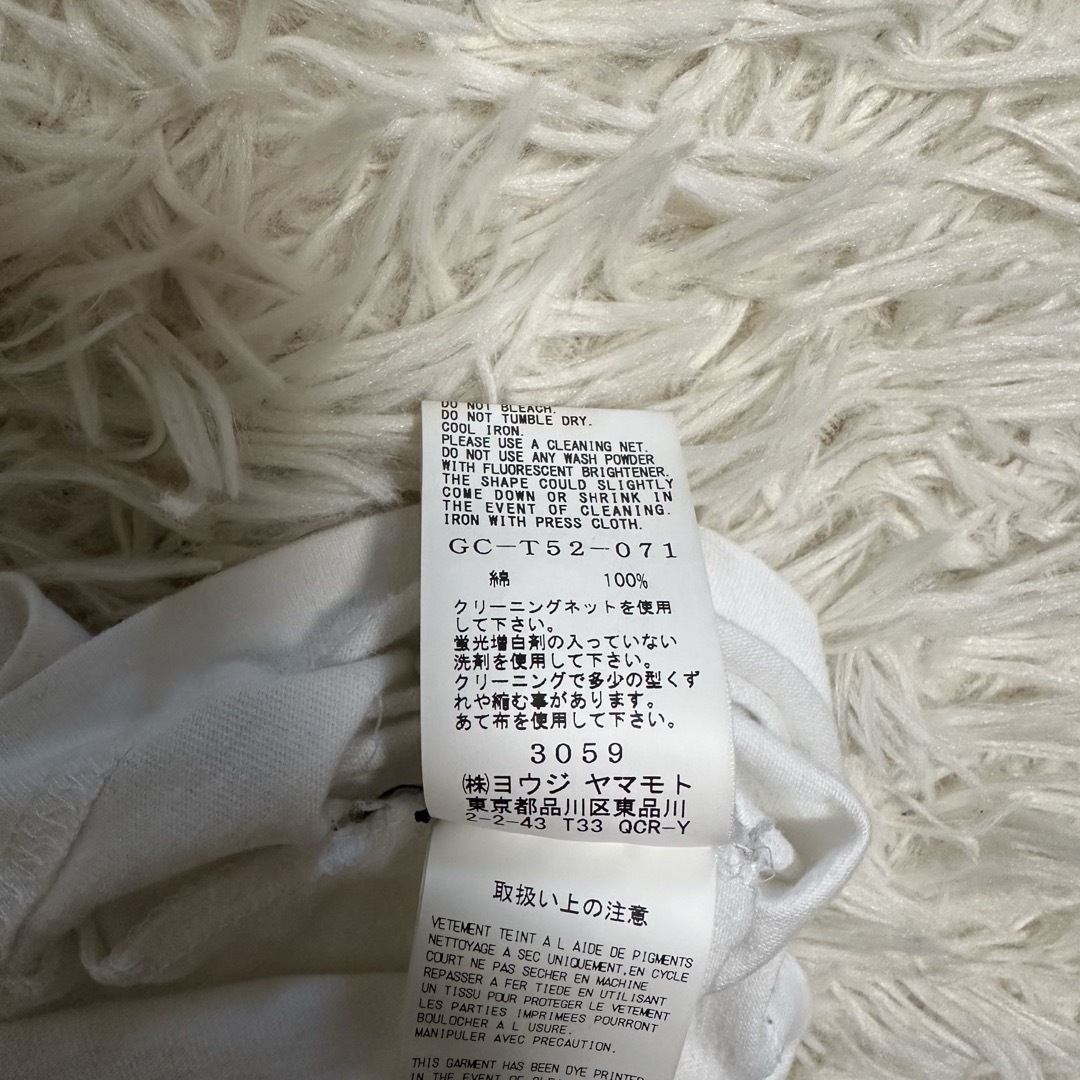 DO NOT BLEACH.
DO NOT TUMBLE DRY.
COOL IRON.
PLEASE USE A CLEANING NET.
DO NOT USE ANY WASH POWDER
WITH FLUORESCENT BRIGHTENER.
THE SHAPE COULD SLIGHTLY
COME DOWN OR SHRINK IN
THE EVENT OF CLEANING.
IRON WITH PRESS CLOTH.
GC-T52-071
綿 100%
クリーニングネットを使用
して下さい。
蛍光増白剤の入っていない
洗剤を使用して下さい。
クリーニングで多少の型くず
れや縮む事があります。
あて布を使用して下さい。
3059
㈱ヨウジ ヤマモト
東京都品川区東品川
2-2-43 T33 QCR-Y
取扱い上の注意
VETEMENT TEINT A L AIDE DE PIGMENTS
NETTOYAGE A SEC UNIQUEMENT,EN CYCLE
COURT NE PAS SECHER EN MACHINE
REPASSER A FER TIEDE EN UTILISANT
UN TISSU POUR PROTEGER LE VETEMENT
LES PARTIES IMPRIMEES POURRONT
BOULOCHER A L USURE.
MANIPULER AVEC PRECAUTION.
THIS GARMENT HAS BEEN DYE PRINTED
IN THE EVENT OF